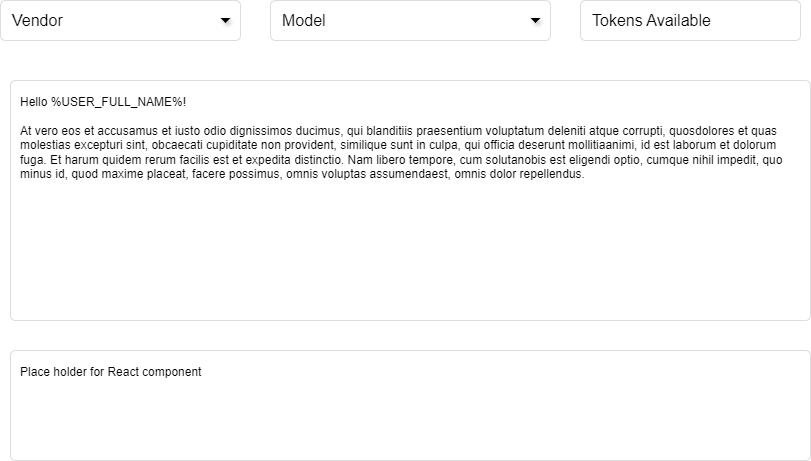 Vendor
Model
Tokens Available
Hello %USER_FULL_NAME%!
At vero eos et accusamus et iusto odio dignissimos ducimus, qui blanditiis praesentium voluptatum deleniti atque corrupti, quosdolores et quas
molestias excepturi sint, obcaecati cupiditate non provident, similique sunt in culpa, qui officia deserunt mollitiaanimi, id est laborum et dolorum
fuga. Et harum quidem rerum facilis est et expedita distinctio. Nam libero tempore, cum solutanobis est eligendi optio, cumque nihil impedit, quo
minus id, quod maxime placeat, facere possimus, omnis voluptas assumendaest, omnis dolor repellendus.
Place holder for React component